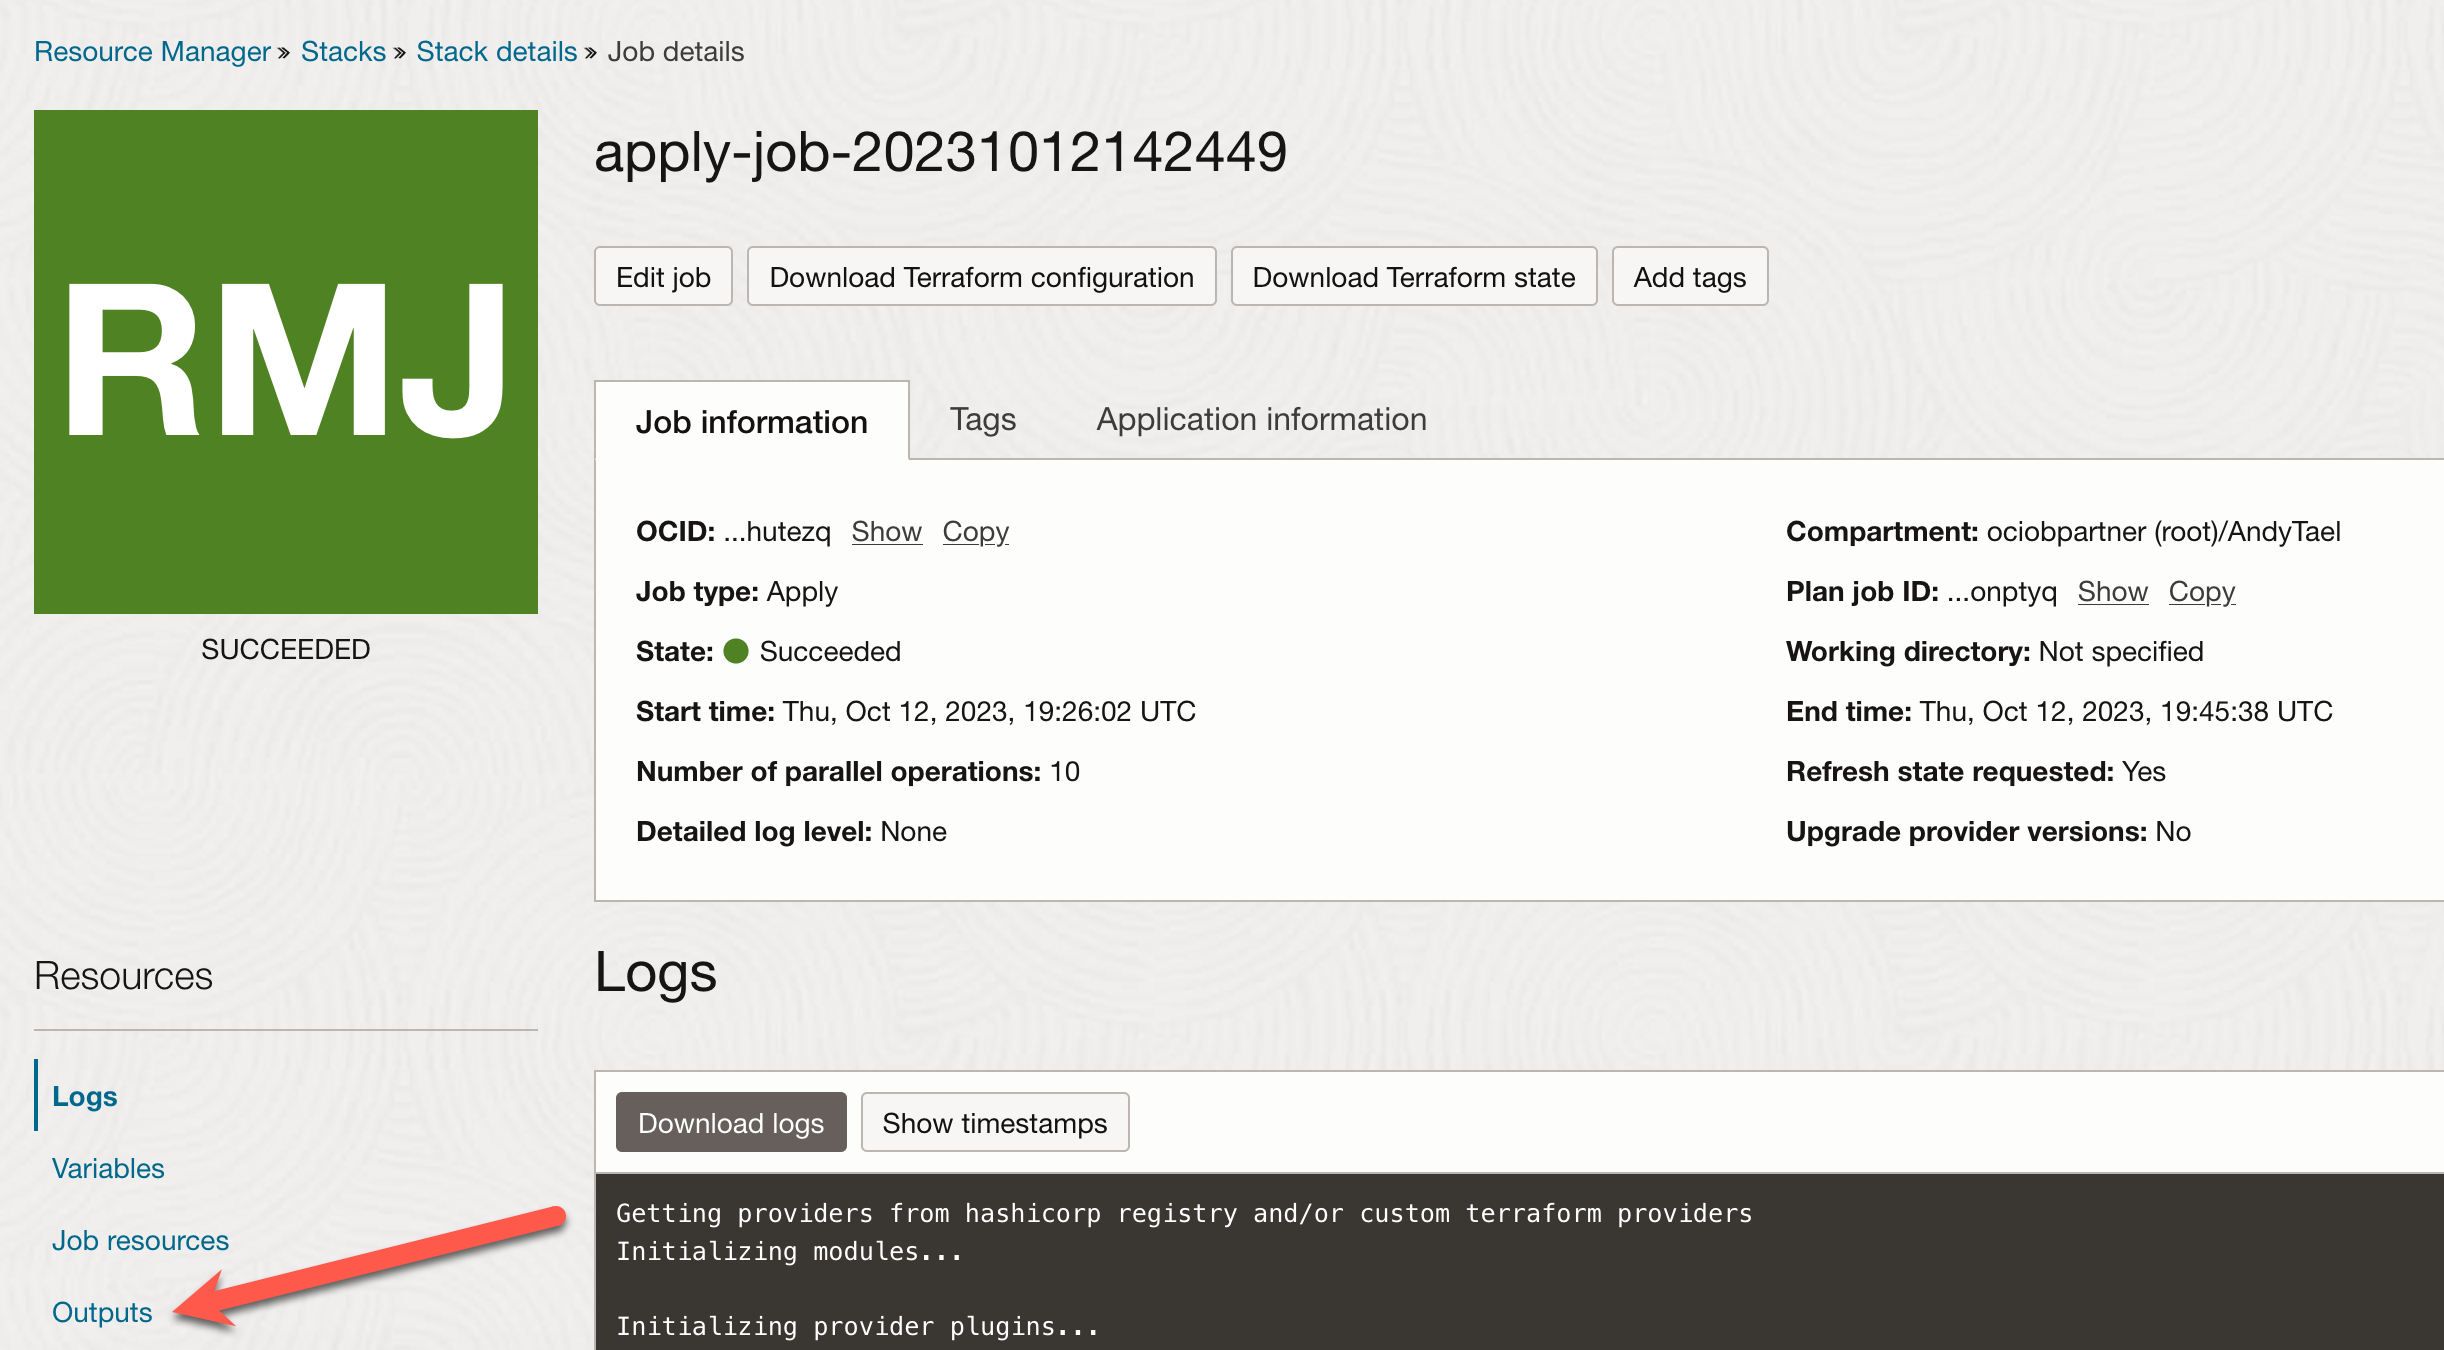 Resource Manager » Stacks » Stack details » Job details
RMJ
SUCCEEDED
apply-job-20231012142449
Edit job
Download Terraform configuration
Download Terraform state
Add tags
Job information
Tags
Application information
OCID: ...hutezq Show Copy
Job type: Apply
State: Succeeded
Start time: Thu, Oct 12, 2023, 19:26:02 UTC
Number of parallel operations: 10
Detailed log level: None
Compartment: ociobpartner (root)/AndyTael
Plan job ID: ...onptyq Show Copy
Working directory: Not specified
End time: Thu, Oct 12, 2023, 19:45:38 UTC
Refresh state requested: Yes
Upgrade provider versions: No
Resources
Logs
Variables
Job resources
Outputs
Logs
Download logs
Show timestamps
Getting providers from hashicorp registry and/or custom terraform providers
Initializing modules...
Initializing provider plugins...